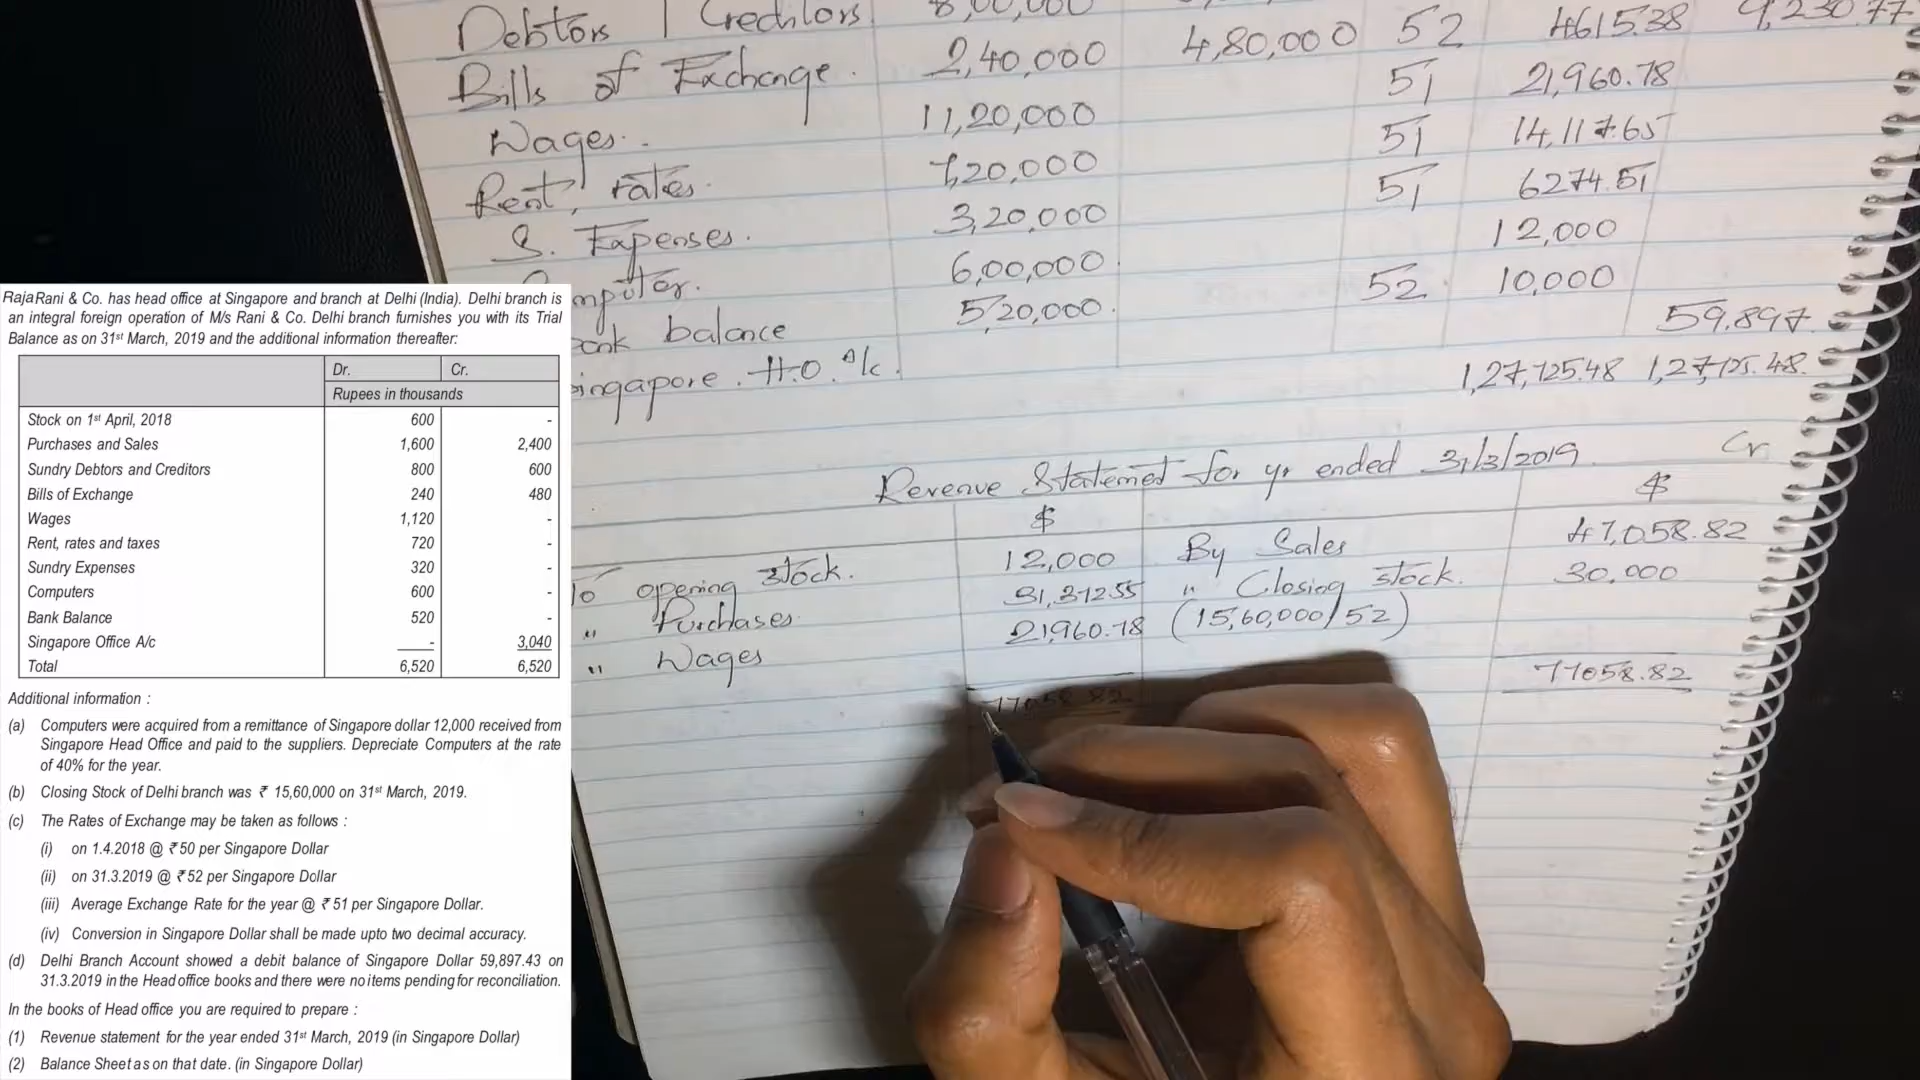 Debtors | Creditors 8,00,000
Bills of Exchange. 2,40,000 4,80,000 52 4615.38 9,230.77
Wages. 11,20,000 51 21,960.78
Rent, rates. 7,20,000 51 14,117.65
S. Expenses. 3,20,000 51 6274.51
mputer. 6,00,000 12,000
ank balance 5,20,000. 52 10,000
singapore. H.O. A/c. 59,897.
1,27,125.48 1,27,125.48.
Revenue Statement for yr ended 31/3/2019 Cr
$ $
To opening stock. 12,000 By Sales 47,058.82
" Purchases 31,312.55 " Closing stock. 30,000
" Wages 21,960.78 (15,60,000/52)
77058.82 77058.82
RajaRani & Co. has head office at Singapore and branch at Delhi (India). Delhi branch is
an integral foreign operation of M/s Rani & Co. Delhi branch furnishes you with its Trial
Balance as on 31st March, 2019 and the additional information thereafter:
Dr. Cr.
Rupees in thousands
Stock on 1st April, 2018 600 -
Purchases and Sales 1,600 2,400
Sundry Debtors and Creditors 800 600
Bills of Exchange 240 480
Wages 1,120 -
Rent, rates and taxes 720 -
Sundry Expenses 320 -
Computers 600 -
Bank Balance 520 -
Singapore Office A/c - 3,040
Total 6,520 6,520
Additional information :
(a) Computers were acquired from a remittance of Singapore dollar 12,000 received from
Singapore Head Office and paid to the suppliers. Depreciate Computers at the rate
of 40% for the year.
(b) Closing Stock of Delhi branch was ₹ 15,60,000 on 31st March, 2019.
(c) The Rates of Exchange may be taken as follows :
(i) on 1.4.2018 @ ₹ 50 per Singapore Dollar
(ii) on 31.3.2019 @ ₹ 52 per Singapore Dollar
(iii) Average Exchange Rate for the year @ ₹ 51 per Singapore Dollar.
(iv) Conversion in Singapore Dollar shall be made upto two decimal accuracy.
(d) Delhi Branch Account showed a debit balance of Singapore Dollar 59,897.43 on
31.3.2019 in the Head office books and there were no items pending for reconciliation.
In the books of Head office you are required to prepare :
(1) Revenue statement for the year ended 31st March, 2019 (in Singapore Dollar)
(2) Balance Sheet as on that date. (in Singapore Dollar)